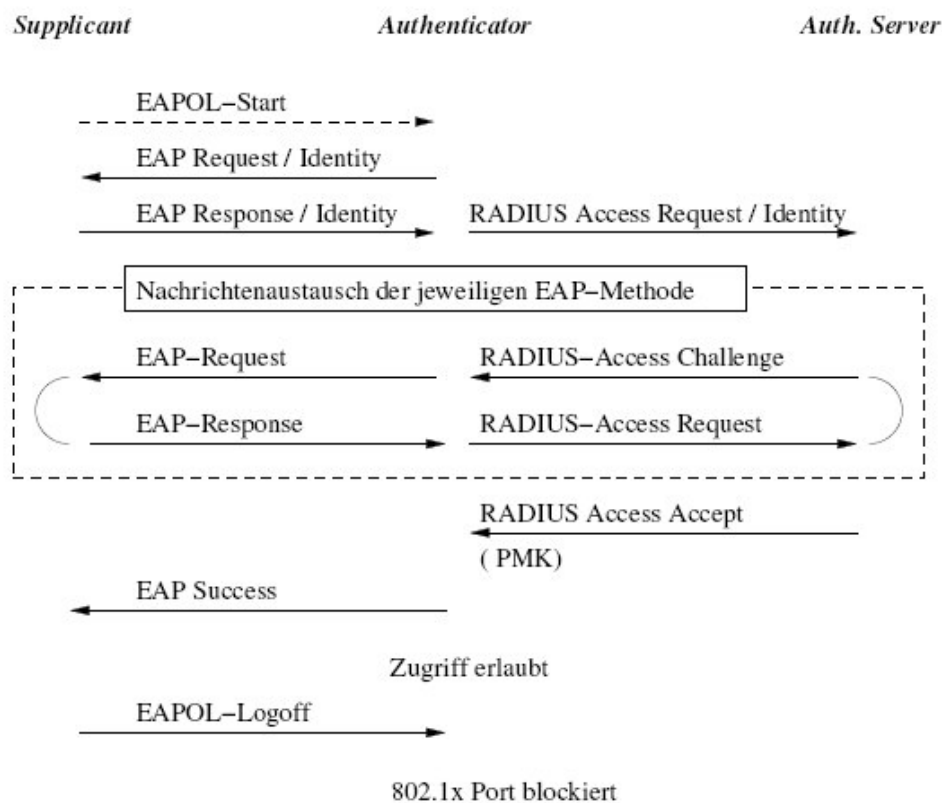 Supplicant Authenticator Auth. Server
EAPOL–Start
EAP Request / Identity
EAP Response / Identity RADIUS Access Request / Identity
Nachrichtenaustausch der jeweiligen EAP–Methode
EAP–Request RADIUS–Access Challenge
EAP–Response RADIUS–Access Request
RADIUS Access Accept
( PMK)
EAP Success
Zugriff erlaubt
EAPOL–Logoff
802.1x Port blockiert